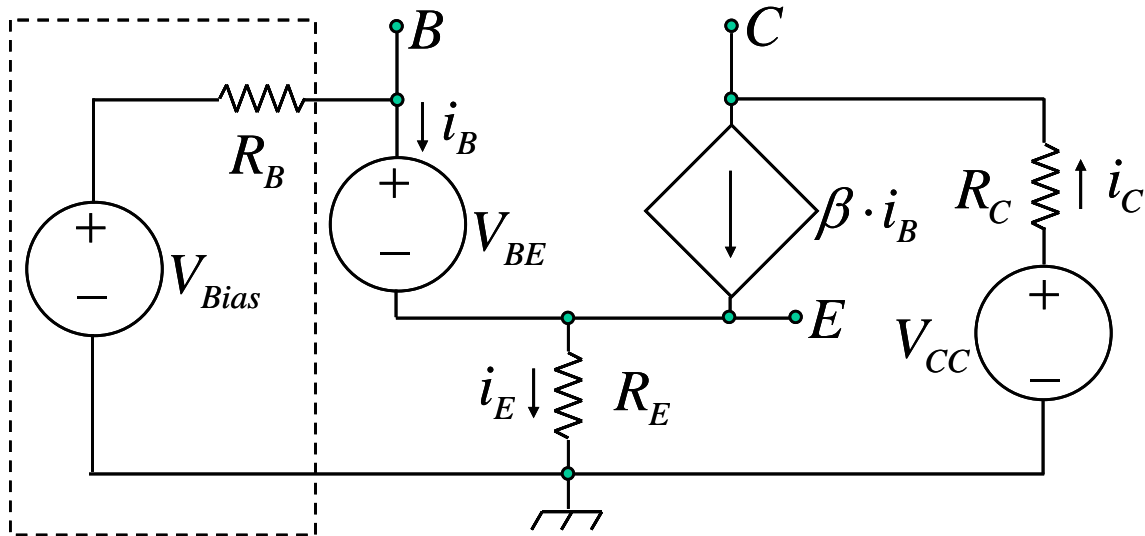 B
C
R_B
i_B
R_C
i_C
β · i_B
+
−
V_BE
+
−
V_Bias
E
+
−
V_CC
i_E
R_E